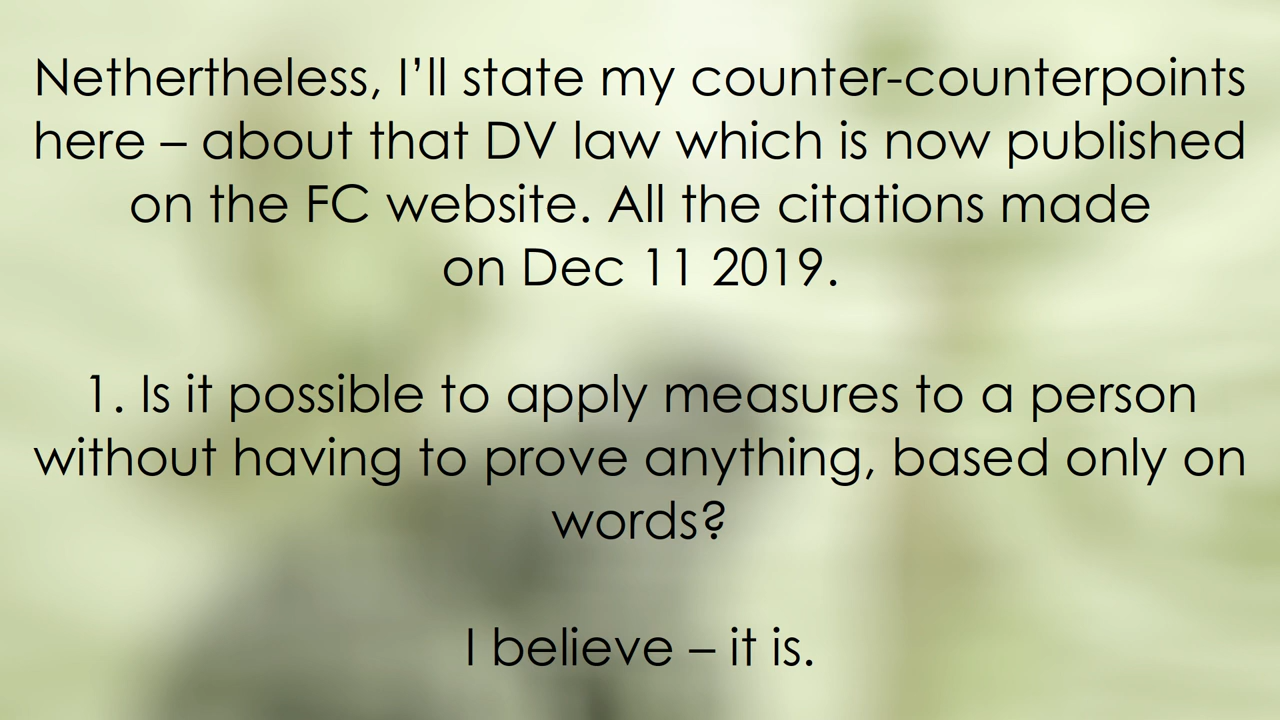 Nethertheless, I’ll state my counter-counterpoints
here – about that DV law which is now published
on the FC website. All the citations made
on Dec 11 2019.
1. Is it possible to apply measures to a person
without having to prove anything, based only on
words?
I believe – it is.